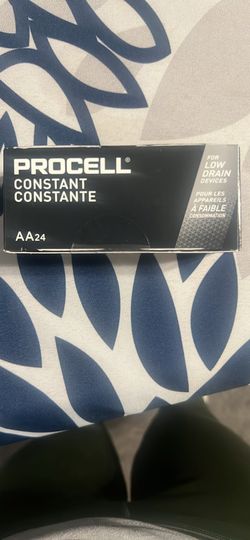 PROCELL®
CONSTANT
CONSTANTE
AA24
FOR
LOW
DRAIN
DEVICES
POUR LES
APPAREILS
À FAIBLE
CONSOMMATION